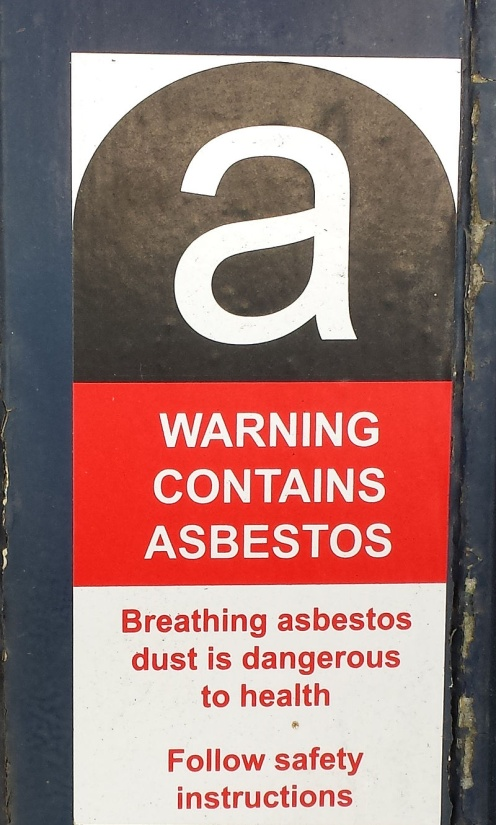 a
WARNING
CONTAINS
ASBESTOS
Breathing asbestos
dust is dangerous
to health
Follow safety
instructions